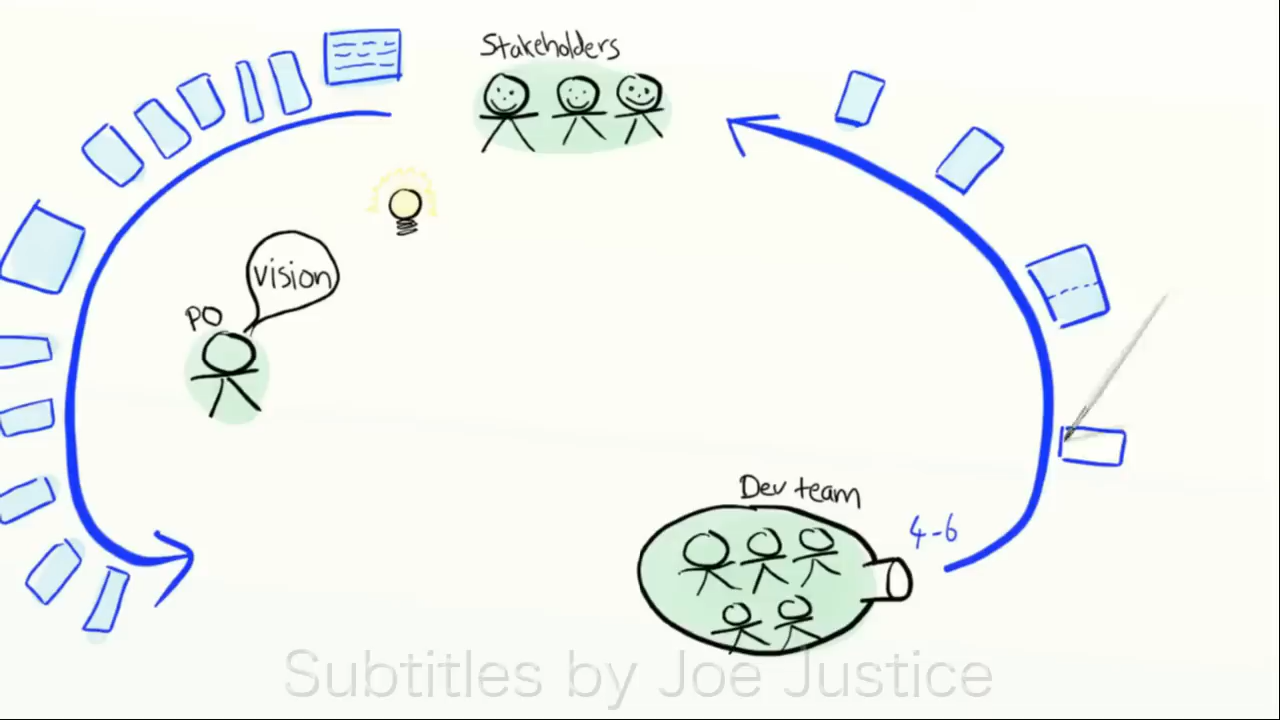 Stakeholders
vision
PO
Dev team
4-6
Subtitles by Joe Justice